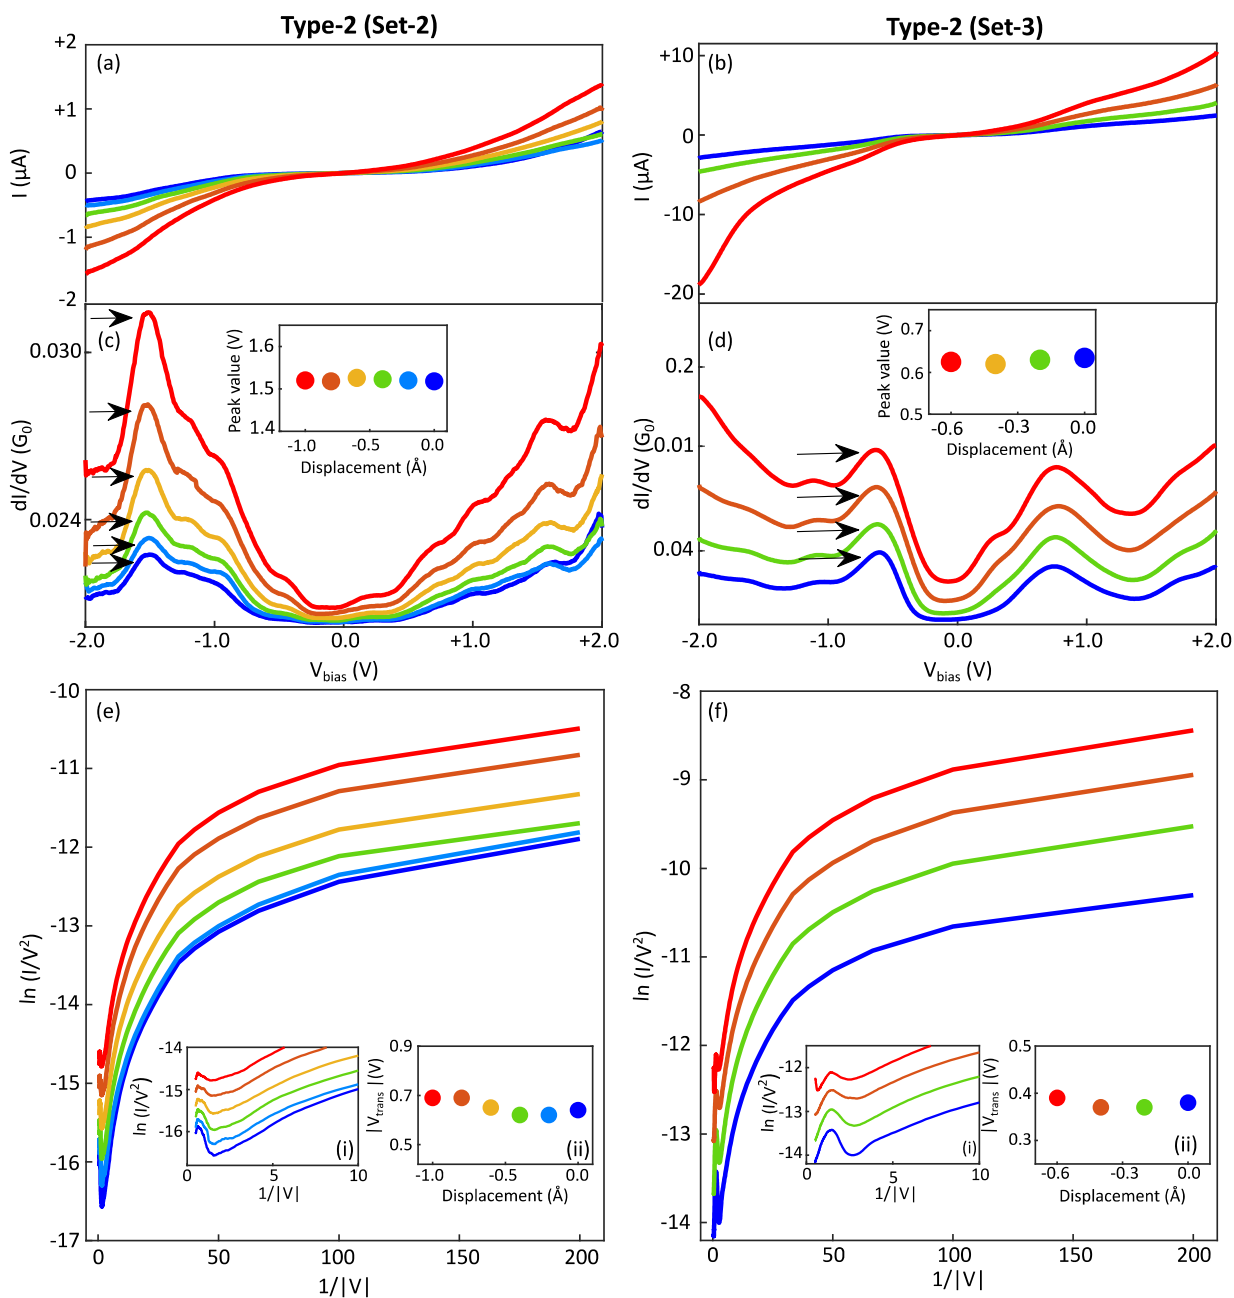 Type-2 (Set-2)
Type-2 (Set-3)
(a)
+2
+1
0
-1
-2
I (µA)
(b)
+10
0
-10
-20
I (µA)
(c)
0.030
0.024
dI/dV (G0)
-2.0 -1.0 0.0 +1.0 +2.0
Vbias (V)
1.6
1.5
1.4
Peak value (V)
-1.0 -0.5 0.0
Displacement (Å)
(d)
0.2
0.01
0.04
dI/dV (G0)
-2.0 -1.0 0.0 +1.0 +2.0
Vbias (V)
0.7
0.6
0.5
Peak value (V)
-0.6 -0.3 0.0
Displacement (Å)
(e)
-10
-11
-12
-13
-14
-15
-16
-17
ln (I/V2)
0 50 100 150 200
1/|V|
-14
-15
-16
ln (I/V2)
(i)
0 5 10
1/|V|
0.9
0.7
0.5
|Vtrans| (V)
(ii)
-1.0 -0.5 0.0
Displacement (Å)
(f)
-8
-9
-10
-11
-12
-13
-14
ln (I/V2)
0 50 100 150 200
1/|V|
-12
-13
-14
ln (I/V2)
(i)
0 5 10
1/|V|
0.5
0.4
0.3
|Vtrans| (V)
(ii)
-0.6 -0.3 0.0
Displacement (Å)